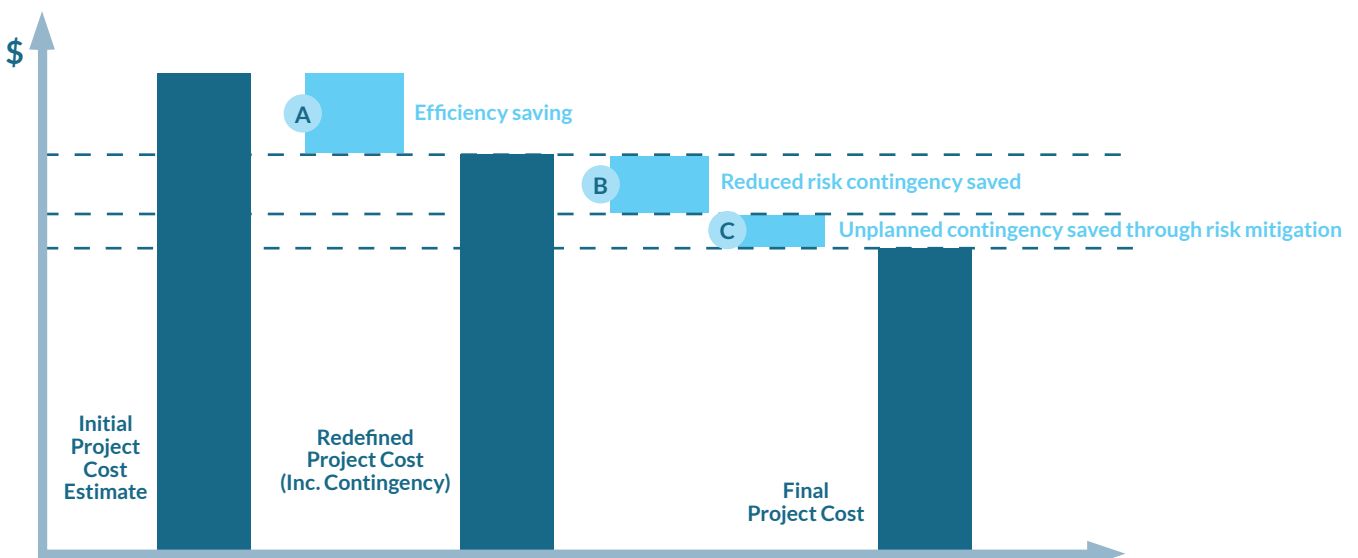 $
A
Efficiency saving
B
Reduced risk contingency saved
C
Unplanned contingency saved through risk mitigation
Initial
Project
Cost
Estimate
Redefined
Project Cost
(Inc. Contingency)
Final
Project Cost